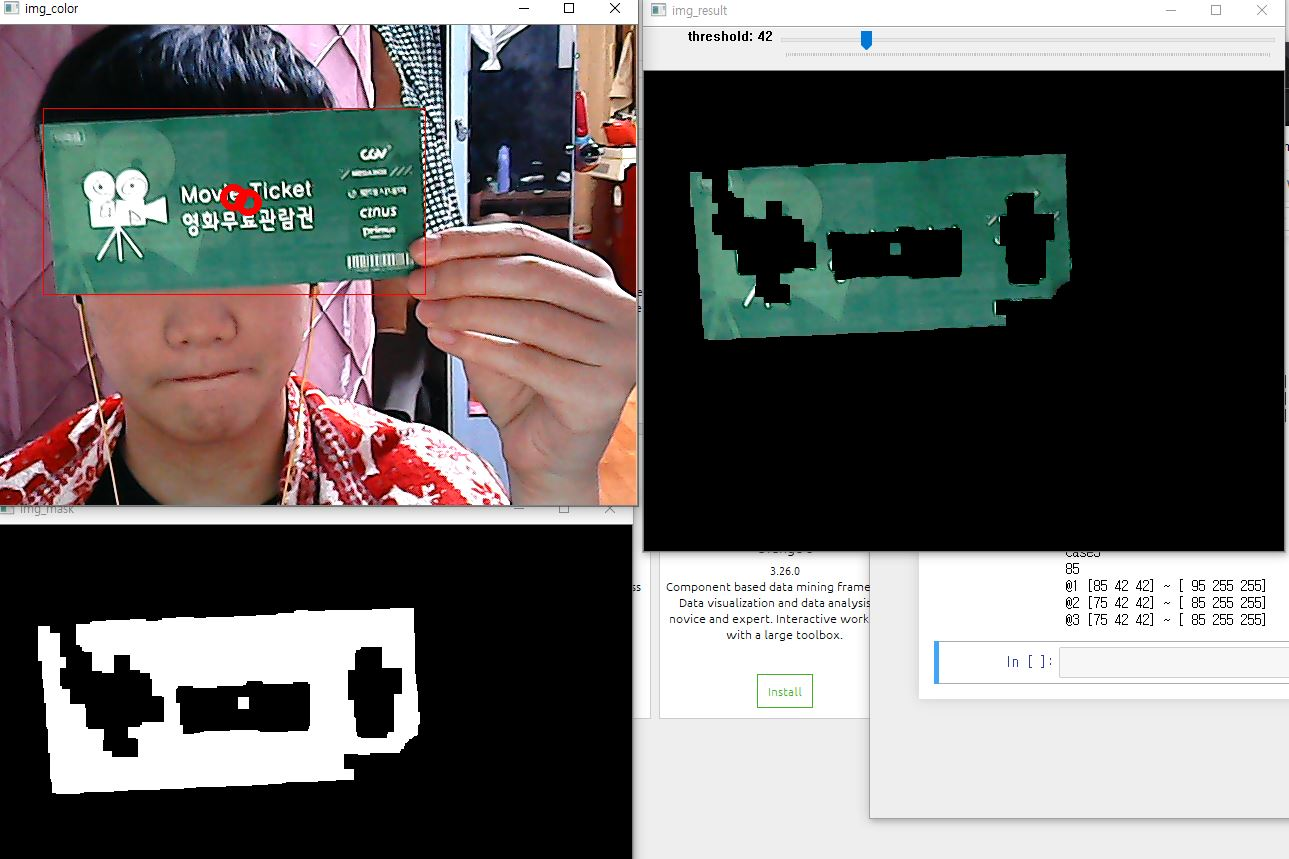 img_color
Movie Ticket
영화무료관람권
CGV
cinus
primus
img_result
threshold: 42
img_mask
ss
3.26.0
Component based data mining frame
Data visualization and data analysis
novice and expert. Interactive work
with a large toolbox.
Install
85
@1 [85 42 42] ~ [ 95 255 255]
@2 [75 42 42] ~ [ 85 255 255]
@3 [75 42 42] ~ [ 85 255 255]
In [ ]: